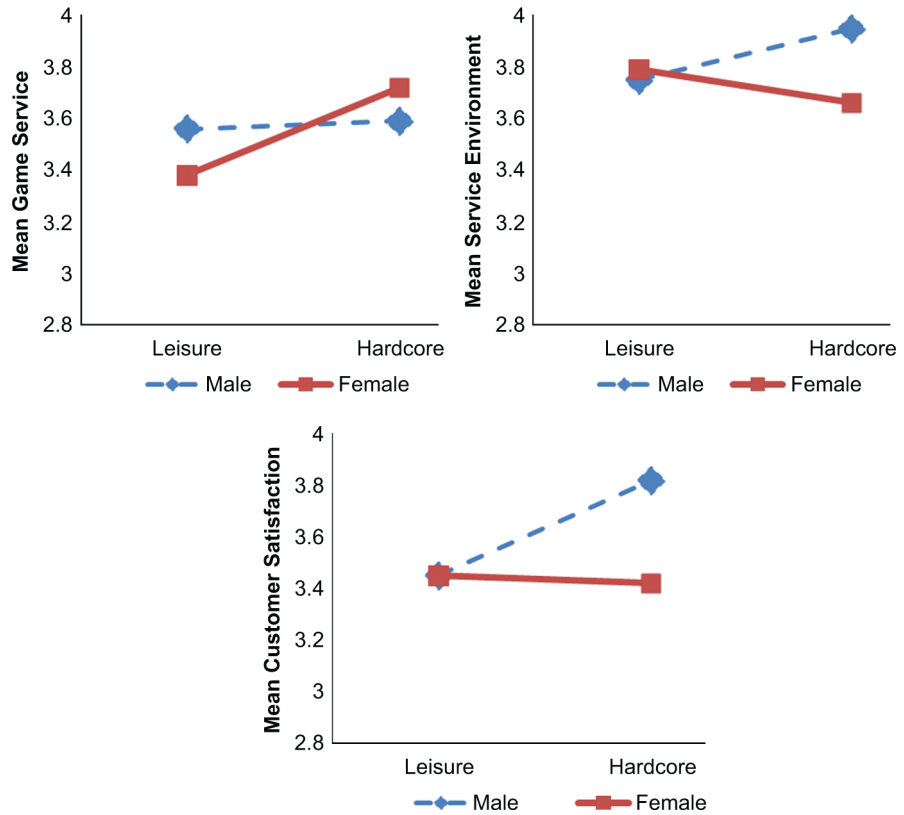 Mean Game Service
4
3.8
3.6
3.4
3.2
3
2.8
Leisure Hardcore
Male Female
Mean Service Environment
4
3.8
3.6
3.4
3.2
3
2.8
Leisure Hardcore
Male Female
Mean Customer Satisfaction
4
3.8
3.6
3.4
3.2
3
2.8
Leisure Hardcore
Male Female